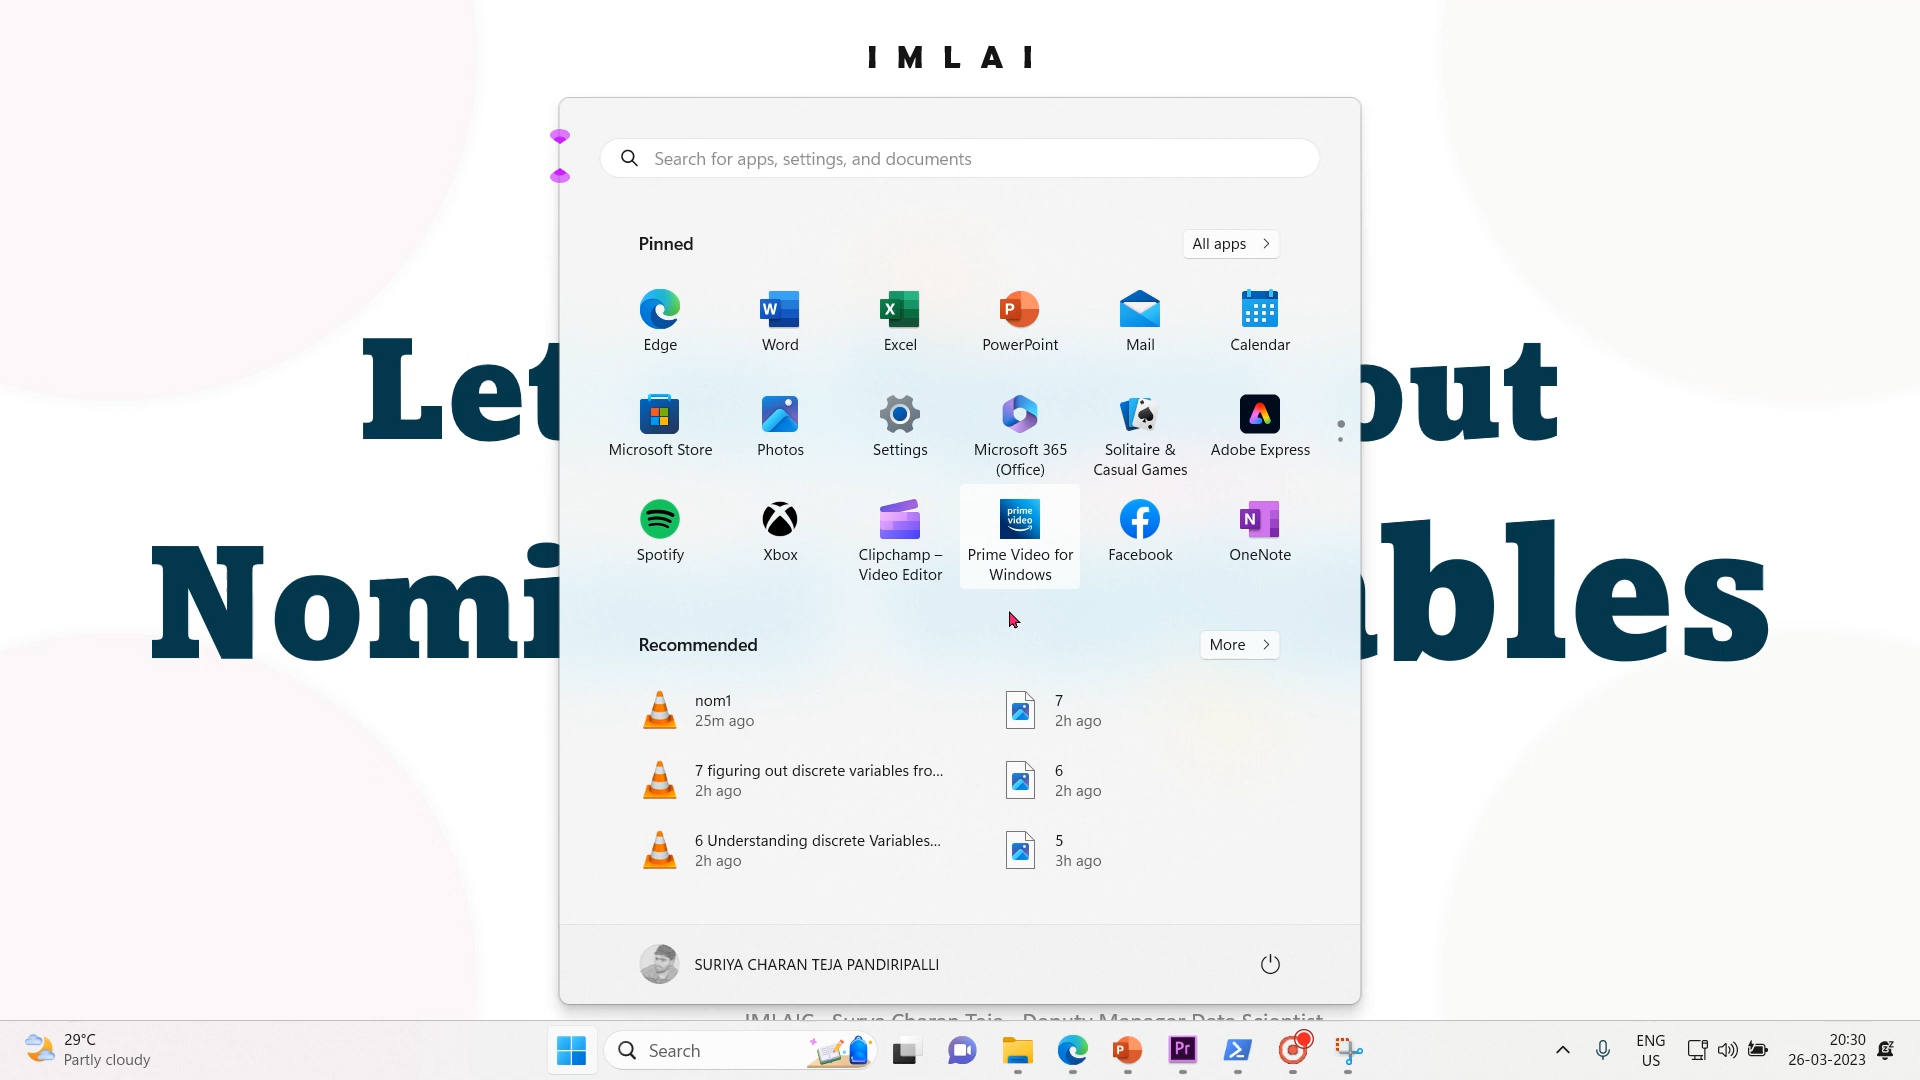 IMLAI
Search for apps, settings, and documents
Pinned
All apps
Edge
Word
Excel
PowerPoint
Mail
Calendar
Microsoft Store
Photos
Settings
Microsoft 365
(Office)
Solitaire &
Casual Games
Adobe Express
Spotify
Xbox
Clipchamp –
Video Editor
prime
video
Prime Video for
Windows
Facebook
OneNote
Let
out
Nomi
bles
Recommended
More
nom1
25m ago
7
2h ago
7 figuring out discrete variables fro...
2h ago
6
2h ago
6 Understanding discrete Variables...
2h ago
5
3h ago
SURIYA CHARAN TEJA PANDIRIPALLI
29°C
Partly cloudy
Search
ENG
US
20:30
26-03-2023